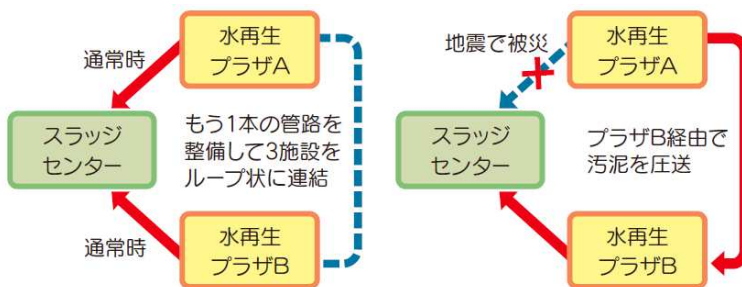 水再生
プラザA
通常時
スラッジ
センター
もう1本の管路を
整備して3施設を
ループ状に連結
通常時
水再生
プラザB
地震で被災
水再生
プラザA
スラッジ
センター
プラザB経由で
汚泥を圧送
水再生
プラザB